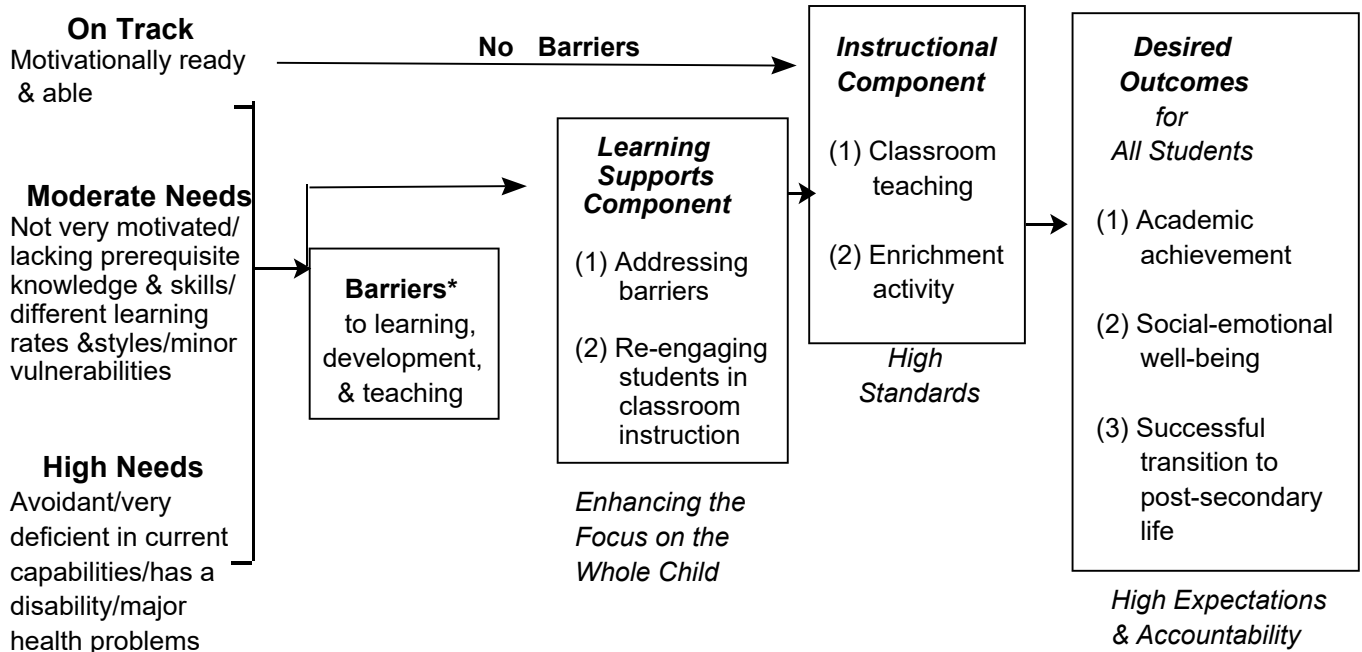 On Track
Motivationally ready
& able
No Barriers
Moderate Needs
Not very motivated/
lacking prerequisite
knowledge & skills/
different learning
rates &styles/minor
vulnerabilities
High Needs
Avoidant/very
deficient in current
capabilities/has a
disability/major
health problems
Barriers*
to learning,
development,
& teaching
Learning
Supports
Component
(1) Addressing
barriers
(2) Re-engaging
students in
classroom
instruction
Enhancing the
Focus on the
Whole Child
Instructional
Component
(1) Classroom
teaching
(2) Enrichment
activity
High
Standards
Desired
Outcomes
for
All Students
(1) Academic
achievement
(2) Social-emotional
well-being
(3) Successful
transition to
post-secondary
life
High Expectations
& Accountability